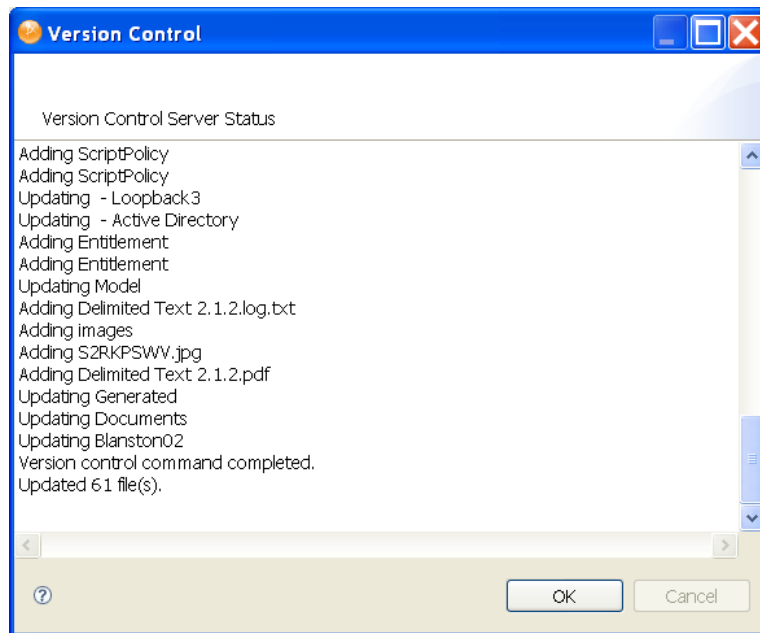 Version Control
Version Control Server Status
Adding ScriptPolicy
Adding ScriptPolicy
Updating  - Loopback3
Updating  - Active Directory
Adding Entitlement
Adding Entitlement
Updating Model
Adding Delimited Text 2.1.2.log.txt
Adding images
Adding S2RKPSWV.jpg
Adding Delimited Text 2.1.2.pdf
Updating Generated
Updating Documents
Updating Blanston02
Version control command completed.
Updated 61 file(s).
?
OK
Cancel